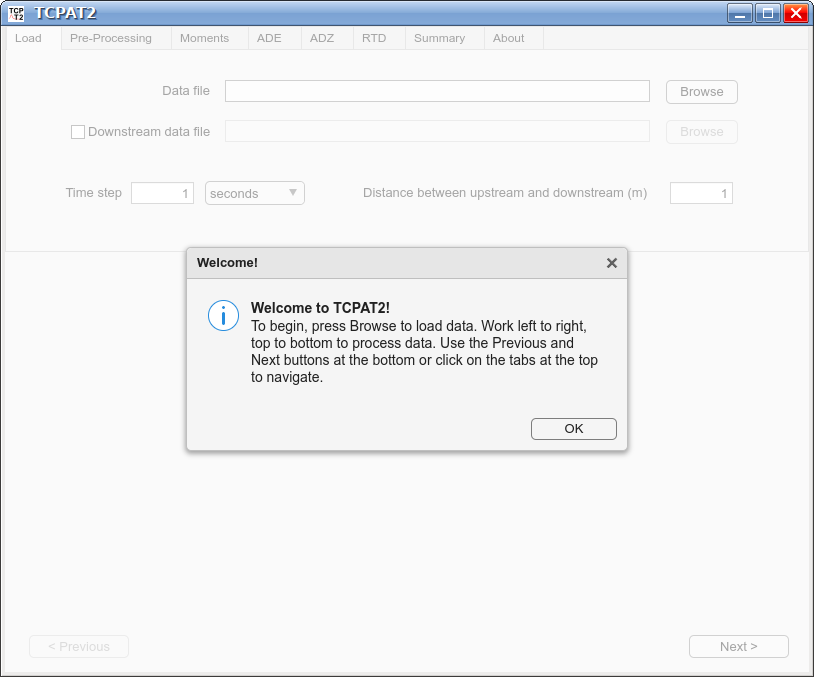 TCP
AT2
TCPAT2
Load Pre-Processing Moments ADE ADZ RTD Summary About
Data file Browse
Downstream data file Browse
Time step 1 seconds Distance between upstream and downstream (m) 1
Welcome!
Welcome to TCPAT2!
To begin, press Browse to load data. Work left to right,
top to bottom to process data. Use the Previous and
Next buttons at the bottom or click on the tabs at the top
to navigate.
OK
< Previous Next >